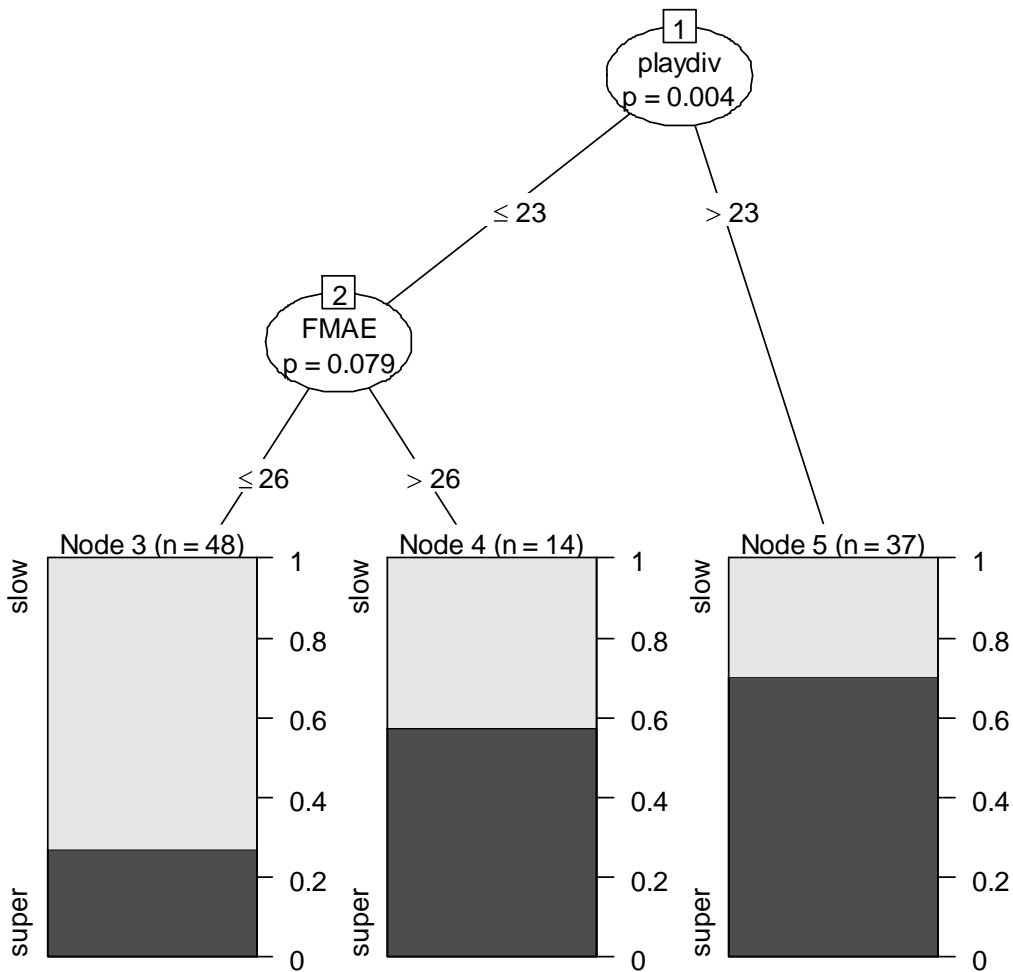 1
playdiv
p = 0.004
≤ 23
> 23
2
FMAE
p = 0.079
≤ 26
> 26
Node 3 (n = 48)
slow
super
1
0.8
0.6
0.4
0.2
0
Node 4 (n = 14)
slow
super
1
0.8
0.6
0.4
0.2
0
Node 5 (n = 37)
slow
super
1
0.8
0.6
0.4
0.2
0